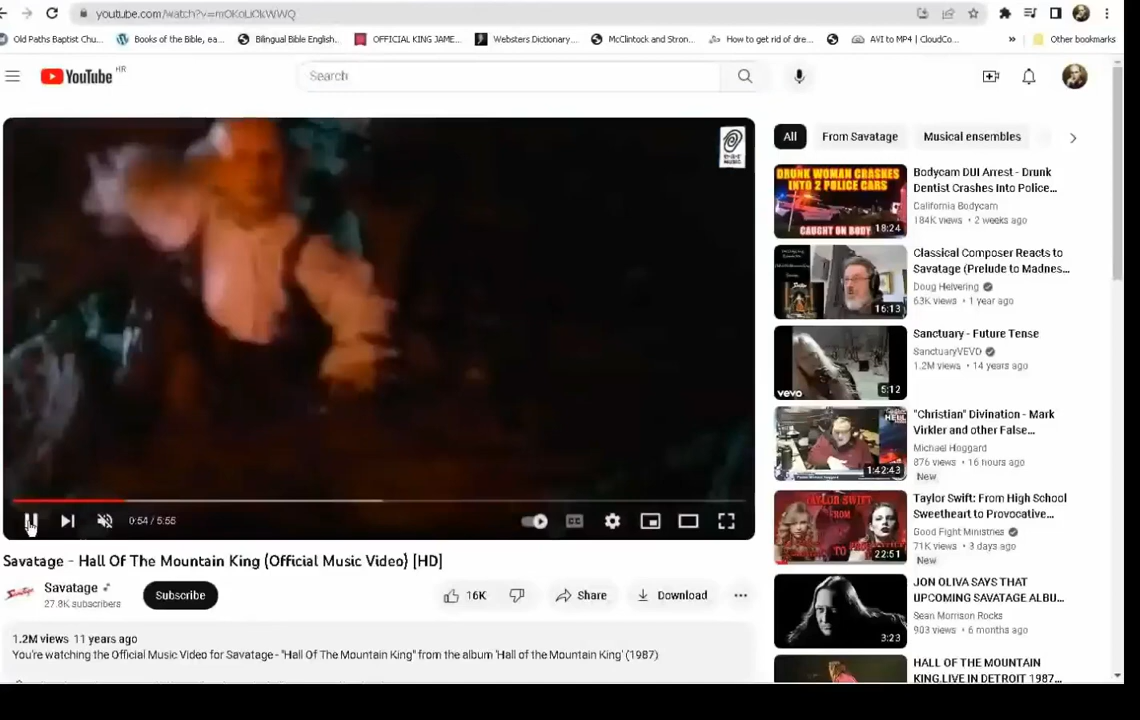 youtube.com/watch?v=mOKoLiOkWWQ
Old Paths Baptist Chu...
Books of the Bible, ea...
Bilingual Bible English...
OFFICIAL KING JAME...
Websters Dictionary...
McClintock and Stron...
How to get rid of dre...
AVI to MP4 | CloudCo...
»
Other bookmarks
YouTube HR
Search
All
From Savatage
Musical ensembles
DRUNK WOMAN CRASHES
INTO 2 POLICE CARS
CAUGHT ON BODY
18:24
Bodycam DUI Arrest - Drunk
Dentist Crashes Into Police...
California Bodycam
184K views • 2 weeks ago
16:13
Classical Composer Reacts to
Savatage (Prelude to Madnes...
Doug Helvering
63K views • 1 year ago
vevo
5:12
Sanctuary - Future Tense
SanctuaryVEVO
1.2M views • 14 years ago
1:42:43
"Christian" Divination - Mark
Virkler and other False...
Michael Hoggard
876 views • 16 hours ago
New
TAYLOR SWIFT
FROM
TO
22:51
Taylor Swift: From High School
Sweetheart to Provocative...
Good Fight Ministries
71K views • 3 days ago
New
3:23
JON OLIVA SAYS THAT
UPCOMING SAVATAGE ALBU...
Sean Morrison Rocks
903 views • 6 months ago
HALL OF THE MOUNTAIN
KING,LIVE IN DETROIT 1987...
0:54 / 5:55
Savatage - Hall Of The Mountain King (Official Music Video) [HD]
Savatage
27.8K subscribers
Subscribe
16K
Share
Download
1.2M views 11 years ago
You're watching the Official Music Video for Savatage - "Hall Of The Mountain King" from the album 'Hall of the Mountain King' (1987)